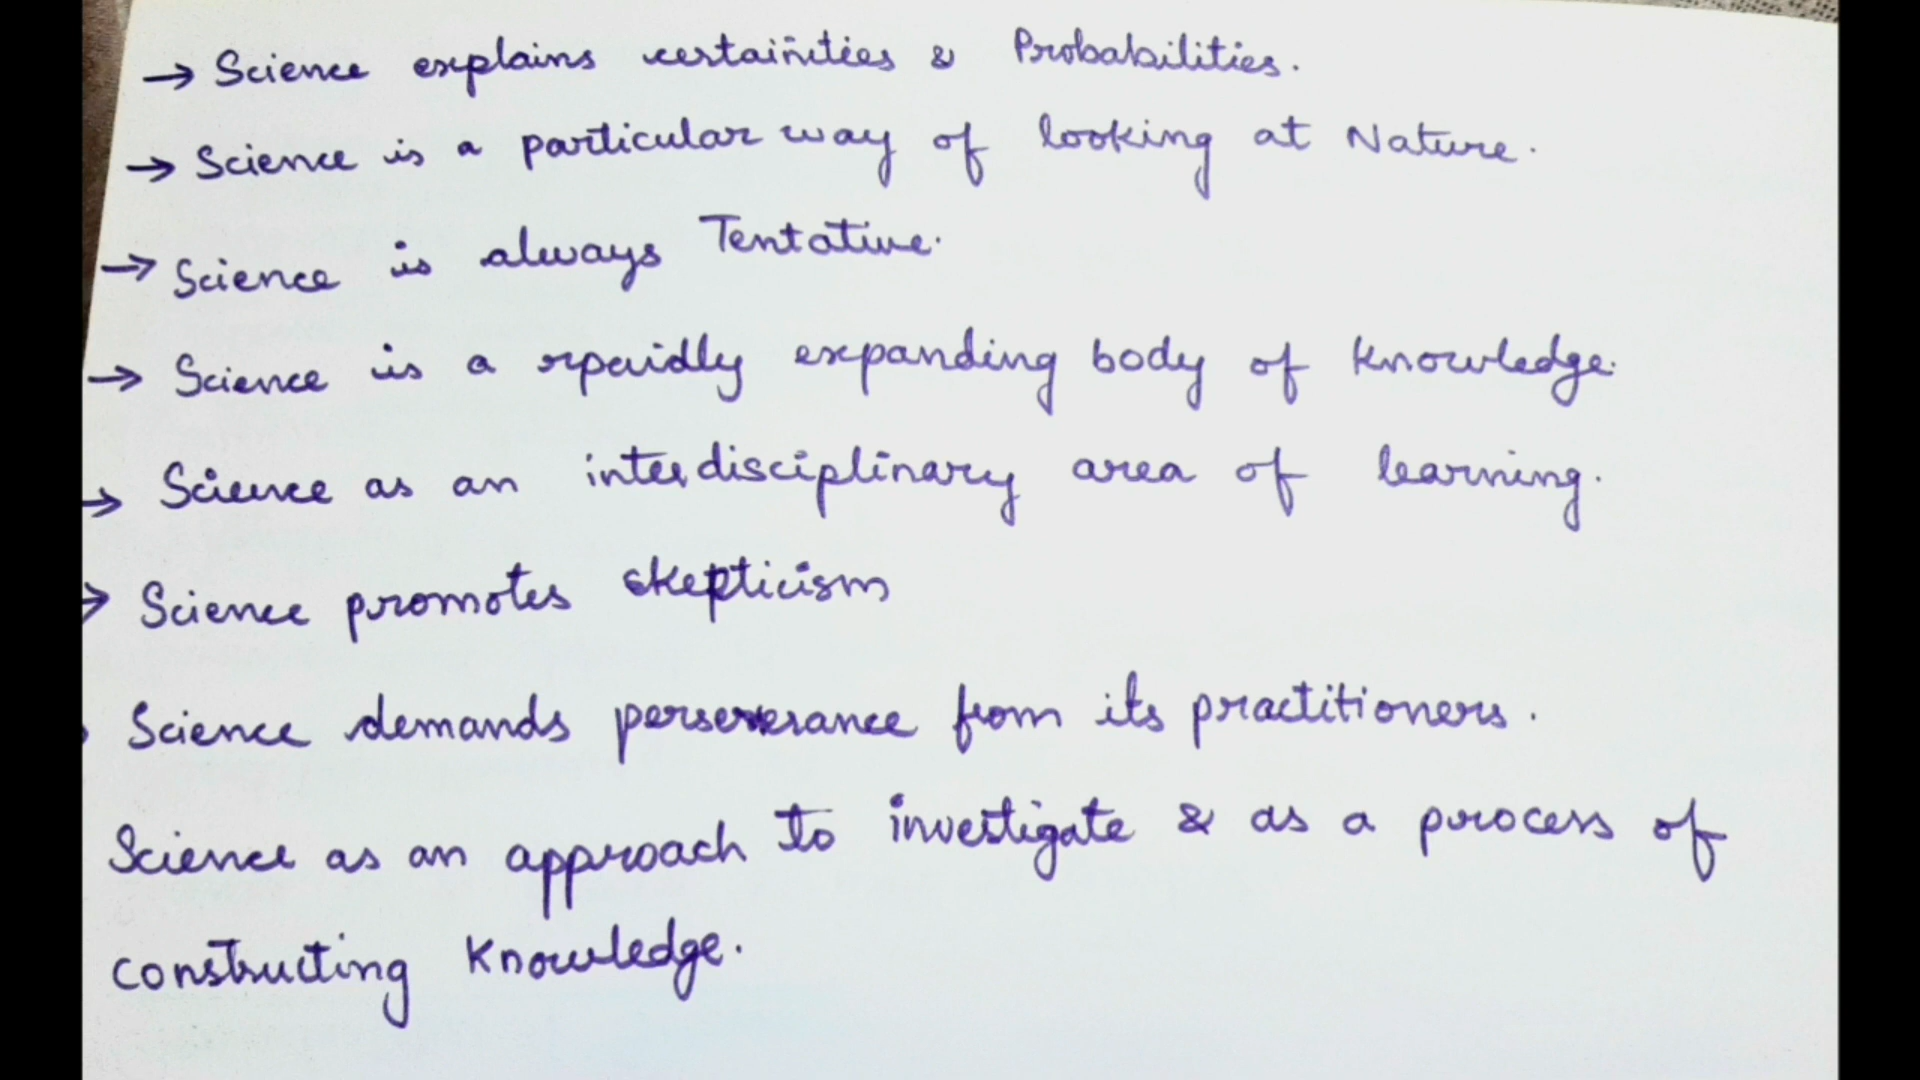 → Science explains certainities & Probabilities.
→ Science is a particular way of looking at Nature.
→ Science is always Tentative.
→ Science is a rpaidly expanding body of Knowledge.
→ Science as an interdisciplinary area of learning.
→ Science promotes skepticism
Science demands perseverance from its practitioners.
Science as an approach to investigate & as a process of
constructing Knowledge.